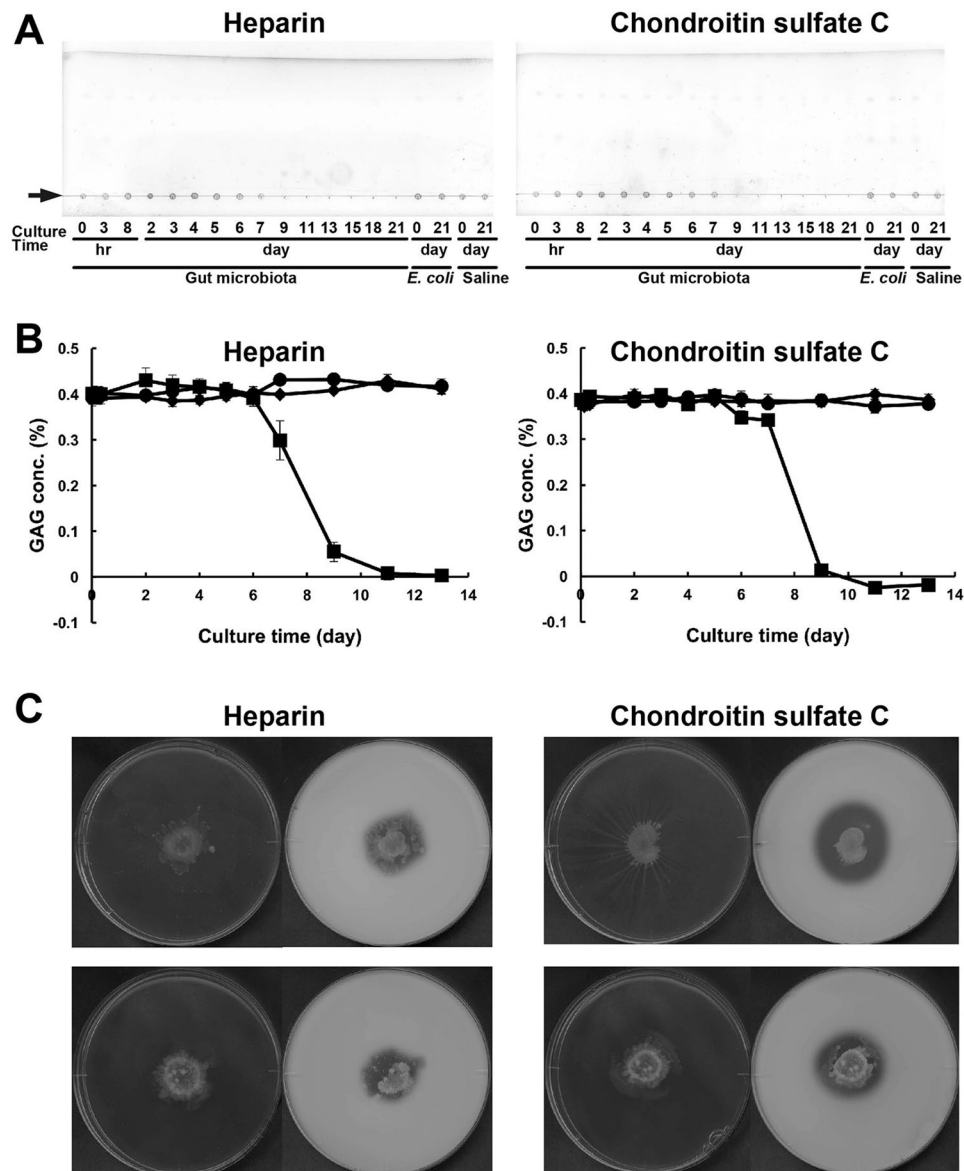 A
Heparin
Chondroitin sulfate C
Culture Time
0 3 8 2 3 4 5 6 7 9 11 13 15 18 21 0 21 0 21
hr day day day
Gut microbiota E. coli Saline
0 3 8 2 3 4 5 6 7 9 11 13 15 18 21 0 21 0 21
hr day day day
Gut microbiota E. coli Saline
B
Heparin
GAG conc. (%)
0.5
0.4
0.3
0.2
0.1
0
-0.1
0 2 4 6 8 10 12 14
Culture time (day)
Chondroitin sulfate C
GAG conc. (%)
0.5
0.4
0.3
0.2
0.1
0
-0.1
0 2 4 6 8 10 12 14
Culture time (day)
C
Heparin
Chondroitin sulfate C